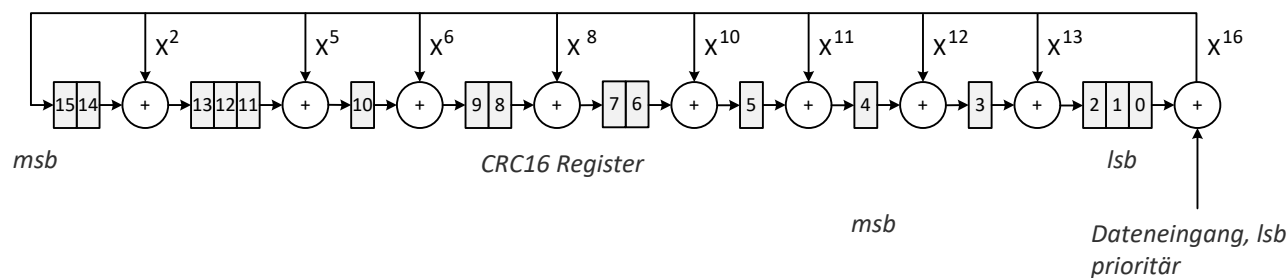 X2 X5 X6 X8 X10 X11 X12 X13 X16
15 14 + 13 12 11 + 10 + 9 8 + 7 6 + 5 + 4 + 3 + 2 1 0 +
msb CRC16 Register lsb
msb
Dateneingang, lsb
prioritär